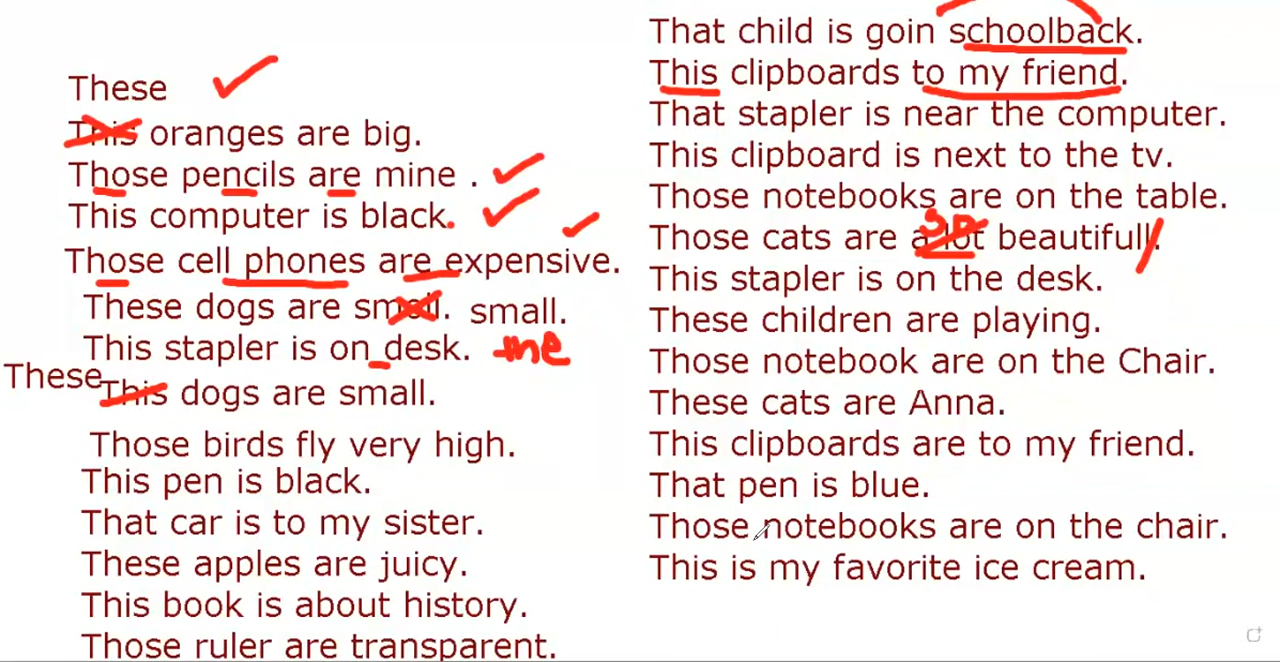 These
This oranges are big.
Those pencils are mine .
This computer is black.
Those cell phones are expensive.
These dogs are small. small.
This stapler is on desk. the
These
This dogs are small.
Those birds fly very high.
This pen is black.
That car is to my sister.
These apples are juicy.
This book is about history.
Those ruler are transparent.
That child is goin schoolback.
This clipboards to my friend.
That stapler is near the computer.
This clipboard is next to the tv.
Those notebooks are on the table.
so
Those cats are a lot beautifull.
This stapler is on the desk.
These children are playing.
Those notebook are on the Chair.
These cats are Anna.
This clipboards are to my friend.
That pen is blue.
Those notebooks are on the chair.
This is my favorite ice cream.